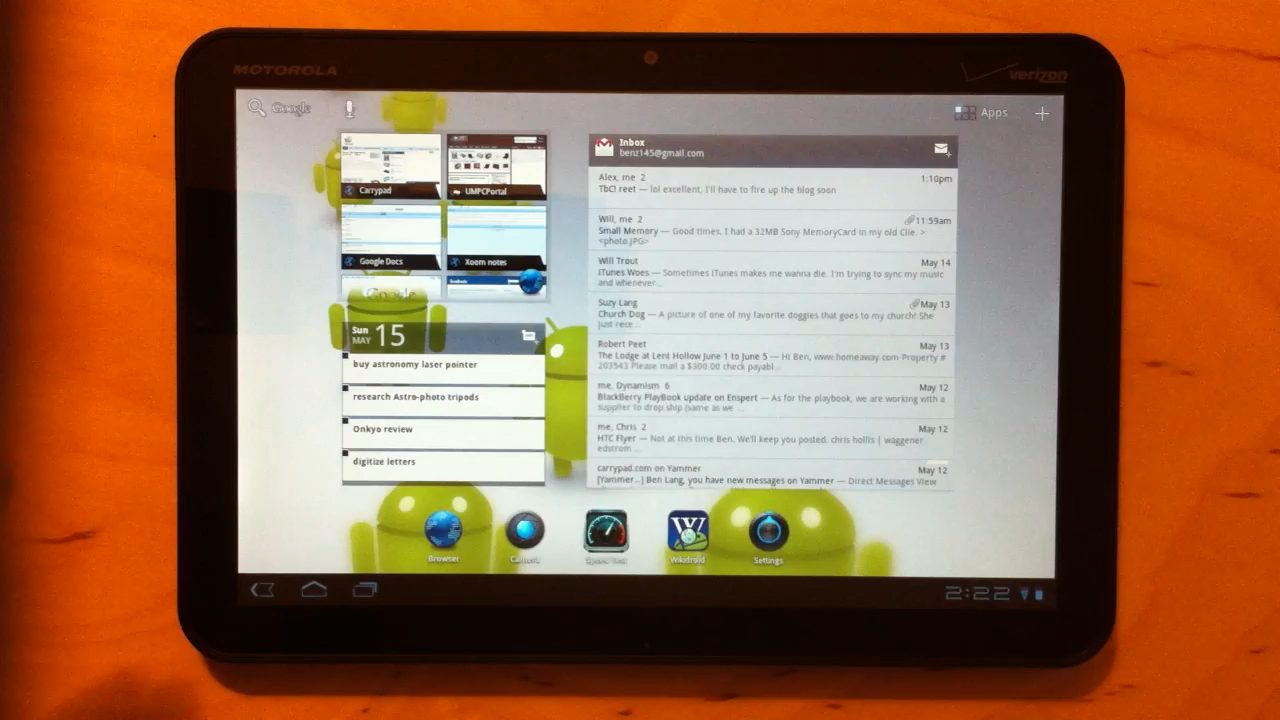 MOTOROLA
verizon
Google
Apps
Carrypad
UMPCPortal
Google Docs
Xoom notes
Google
Sun
MAY 15
buy astronomy laser pointer
research Astro-photo tripods
Onkyo review
digitize letters
Inbox
benz145@gmail.com
Alex, me 2 1:10pm
TbC! reet — lol excellent, I'll have to fire up the blog soon
Will, me 2 11:59am
Small Memory — Good times, I had a 32MB Sony MemoryCard in my old Clie. >
<photo.JPG>
Will Trout May 14
iTunes Woes — Sometimes iTunes makes me wanna die. I'm trying to sync my music
and whenever...
Suzy Lang May 13
Church Dog — A picture of one of my favorite doggies that goes to my church! She
just rece...
Robert Peet May 13
The Lodge at Lent Hollow June 1 to June 5 — Hi Ben, www.homeaway.com Property #
203543 Please mail a $300.00 check payabl...
me, Dynamism 6 May 12
BlackBerry PlayBook update on Enspert — As for the playbook, we are working with a
supplier to drop ship (same as we ...
me, Chris 2 May 12
HTC Flyer — Not at this time Ben. We'll keep you posted. chris hollis | waggener
edstrom ...
carrypad.com on Yammer May 12
[Yammer...] Ben Lang, you have new messages on Yammer — Direct Messages View
Browser
Camera
Speed Test
Wikidroid
Settings
2:22